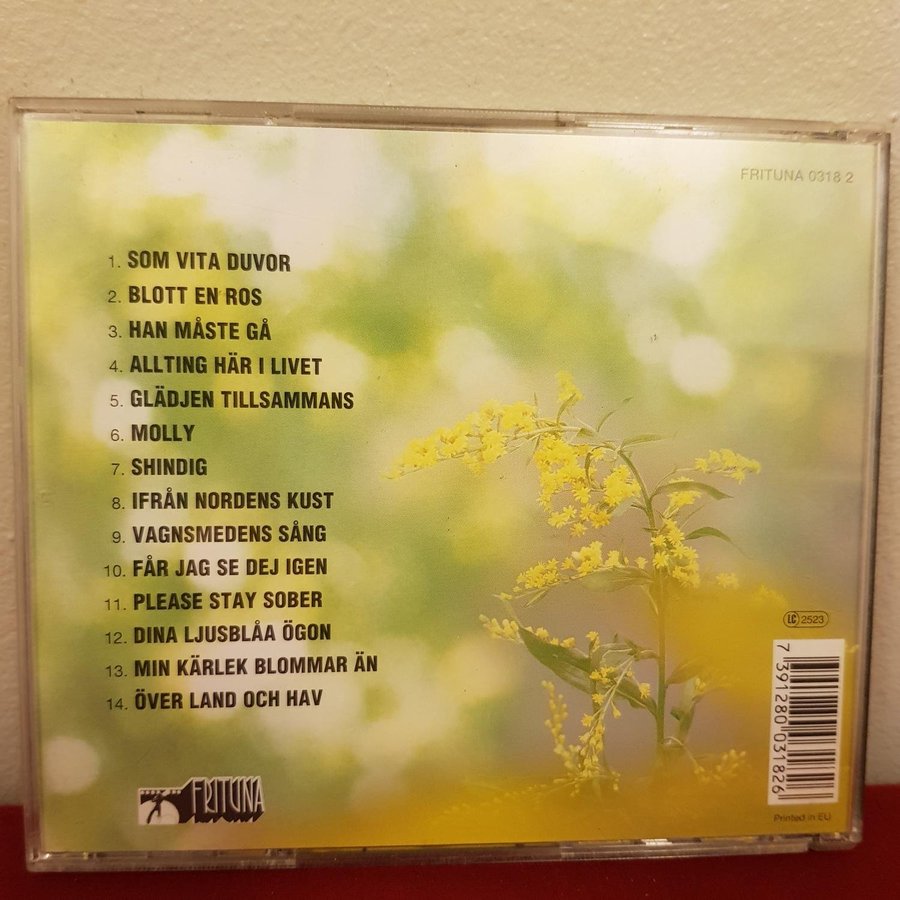 FRITUNA 0318 2
1. SOM VITA DUVOR
2. BLOTT EN ROS
3. HAN MÅSTE GÅ
4. ALLTING HÄR I LIVET
5. GLÄDJEN TILLSAMMANS
6. MOLLY
7. SHINDIG
8. IFRÅN NORDENS KUST
9. VAGNSMEDENS SÅNG
10. FÅR JAG SE DEJ IGEN
11. PLEASE STAY SOBER
12. DINA LJUSBLÅA ÖGON
13. MIN KÄRLEK BLOMMAR ÄN
14. ÖVER LAND OCH HAV
LC 2523
7 391280 031826
FRITUNA
Printed in EU